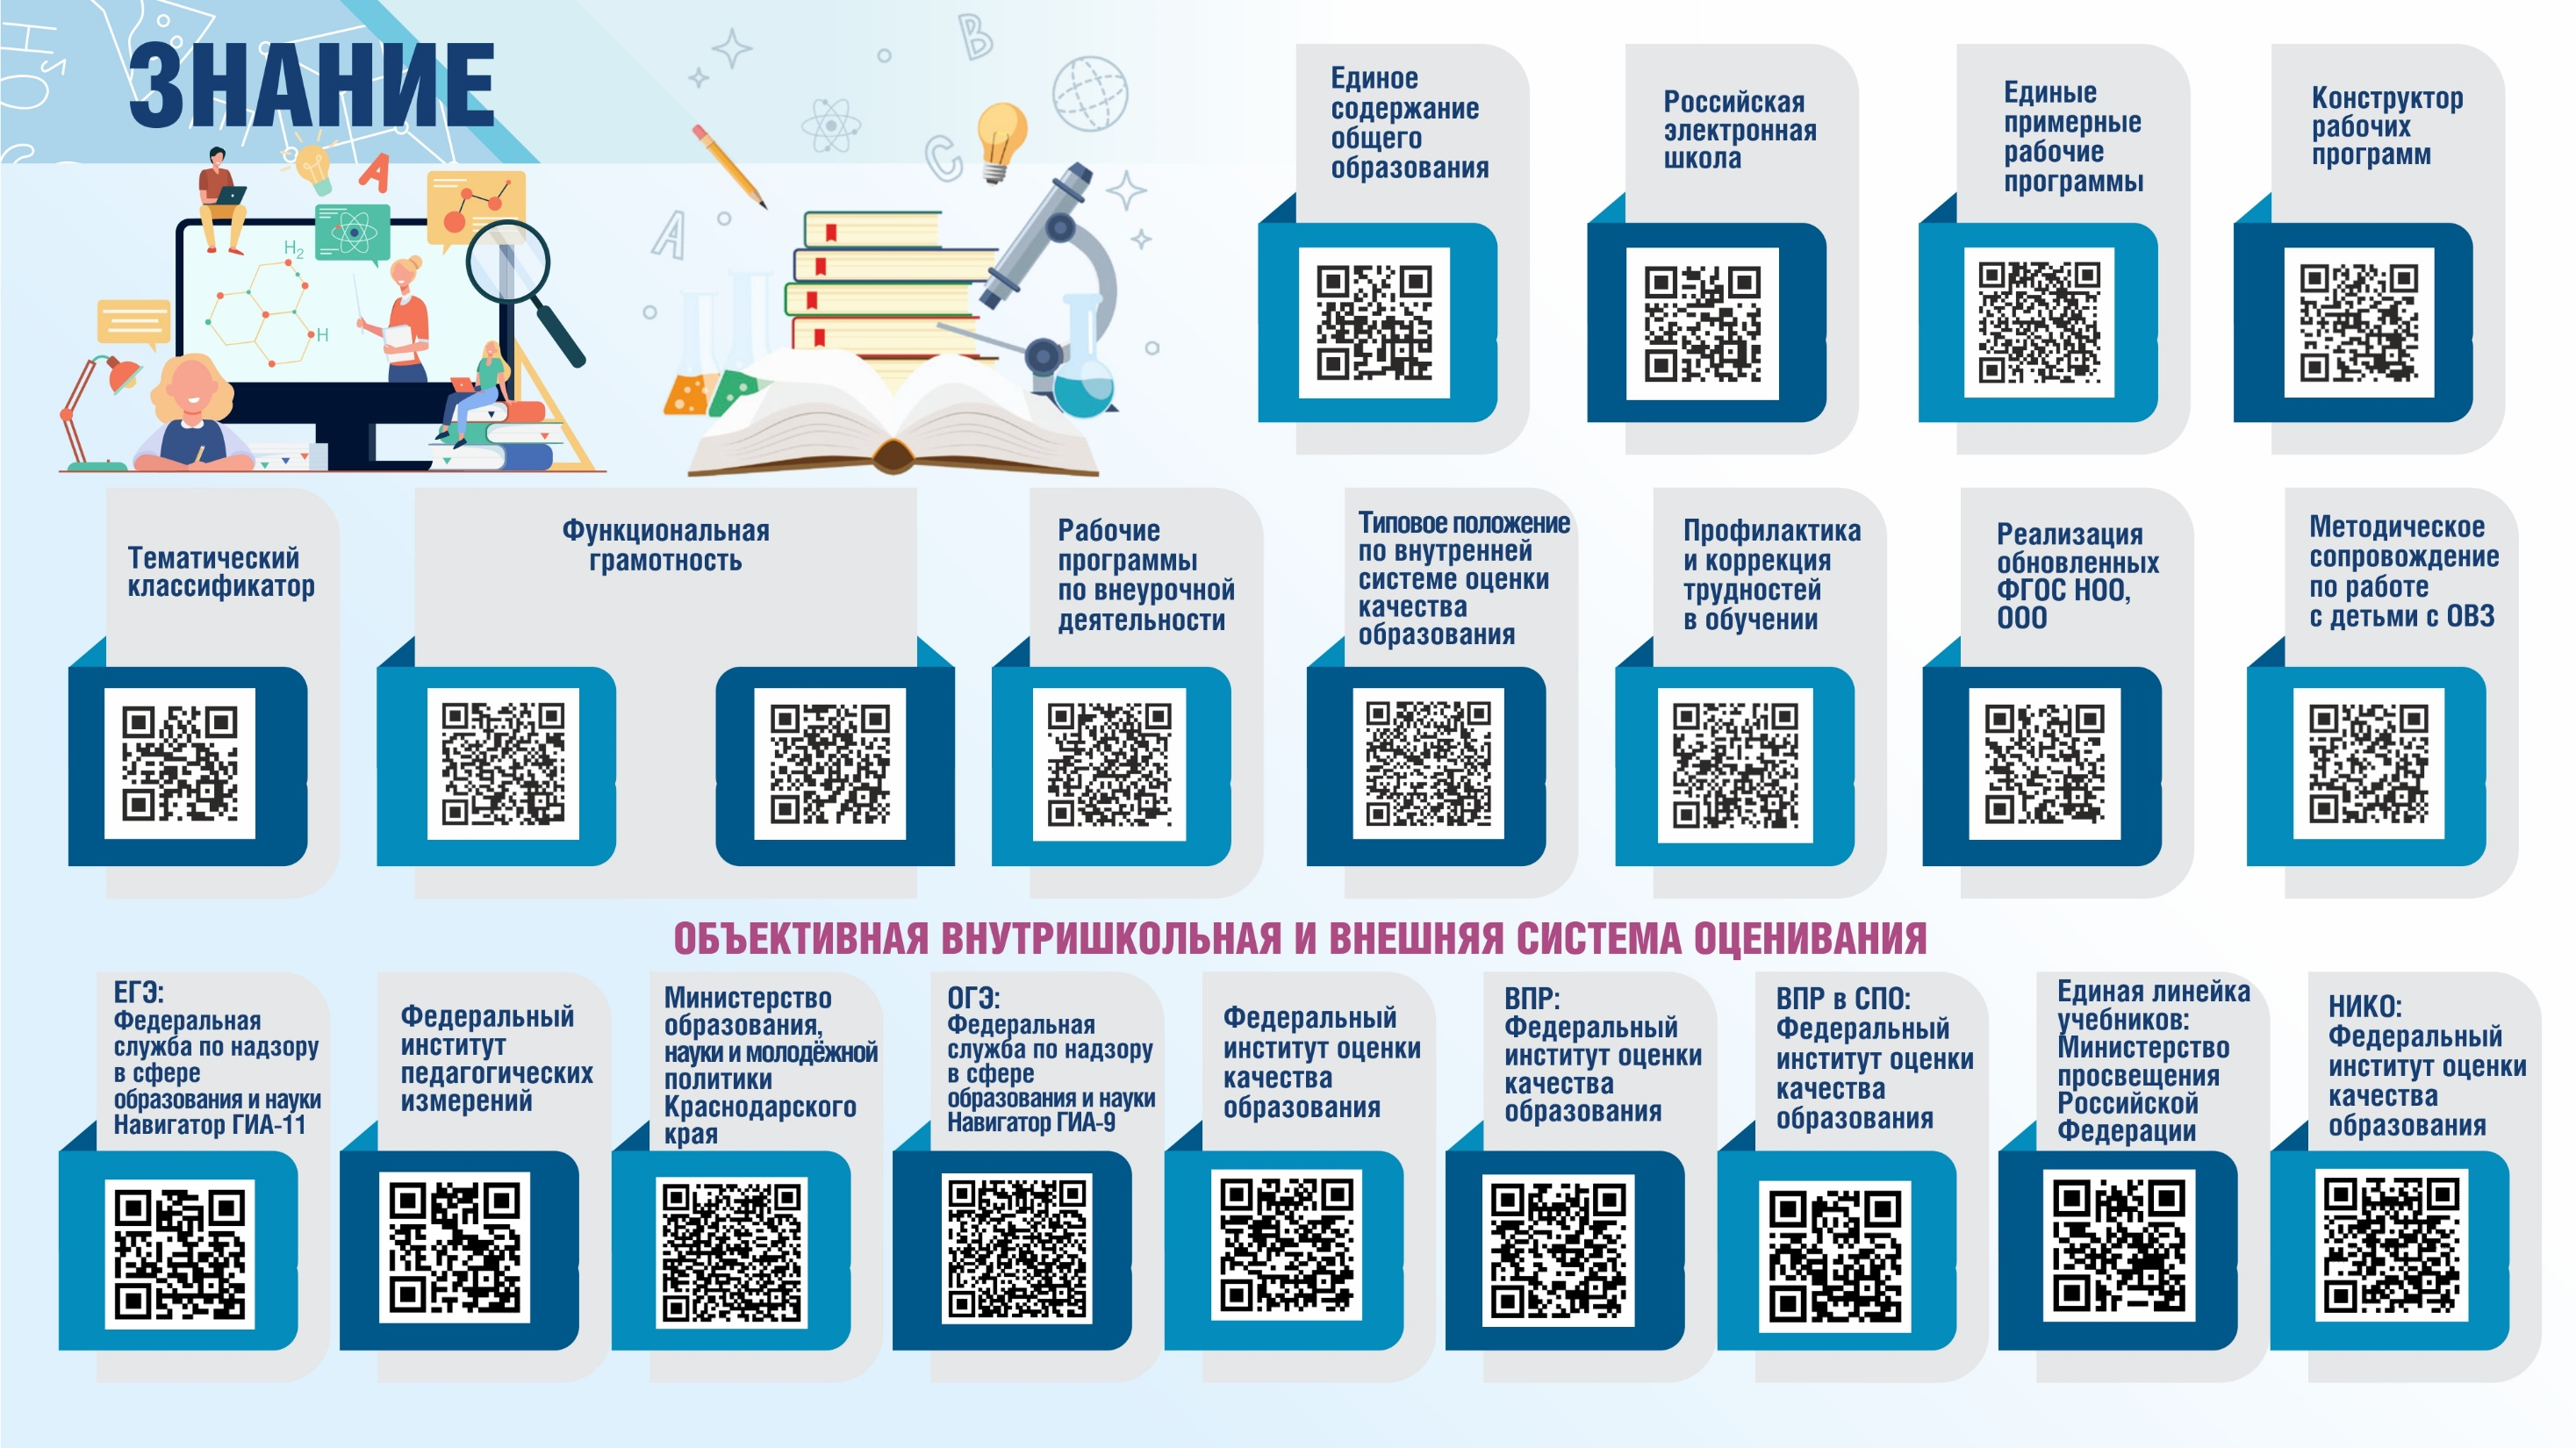 ЗНАНИЕ
H₂
H
A
A
B
C
Единое
содержание
общего
образования
Российская
электронная
школа
Единые
примерные
рабочие
программы
Конструктор
рабочих
программ
Тематический
классификатор
Функциональная
грамотность
Рабочие
программы
по внеурочной
деятельности
Типовое положение
по внутренней
системе оценки
качества
образования
Профилактика
и коррекция
трудностей
в обучении
Реализация
обновленных
ФГОС НОО,
ООО
Методическое
сопровождение
по работе
с детьми с ОВЗ
ОБЪЕКТИВНАЯ ВНУТРИШКОЛЬНАЯ И ВНЕШНЯЯ СИСТЕМА ОЦЕНИВАНИЯ
ЕГЭ:
Федеральная
служба по надзору
в сфере
образования и науки
Навигатор ГИА-11
Федеральный
институт
педагогических
измерений
Министерство
образования,
науки и молодёжной
политики
Краснодарского
края
ОГЭ:
Федеральная
служба по надзору
в сфере
образования и науки
Навигатор ГИА-9
Федеральный
институт оценки
качества
образования
ВПР:
Федеральный
институт оценки
качества
образования
ВПР в СПО:
Федеральный
институт оценки
качества
образования
Единая линейка
учебников:
Министерство
просвещения
Российской
Федерации
НИКО:
Федеральный
институт оценки
качества
образования